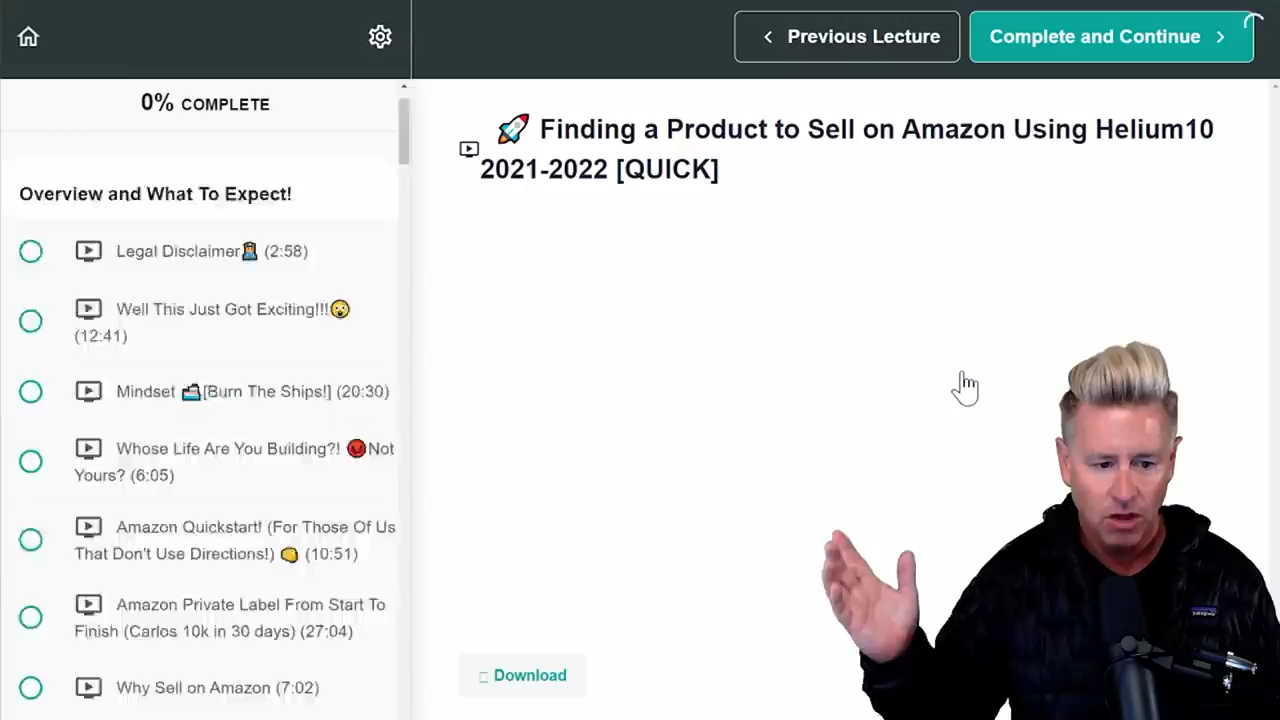 Previous Lecture
Complete and Continue
0% COMPLETE
Overview and What To Expect!
Legal Disclaimer (2:58)
Well This Just Got Exciting!!!
(12:41)
Mindset [Burn The Ships!] (20:30)
Whose Life Are You Building?! Not
Yours? (6:05)
Amazon Quickstart! (For Those Of Us
That Don't Use Directions!) (10:51)
Amazon Private Label From Start To
Finish (Carlos 10k in 30 days) (27:04)
Why Sell on Amazon (7:02)
🚀 Finding a Product to Sell on Amazon Using Helium10
2021-2022 [QUICK]
Download
patagonia